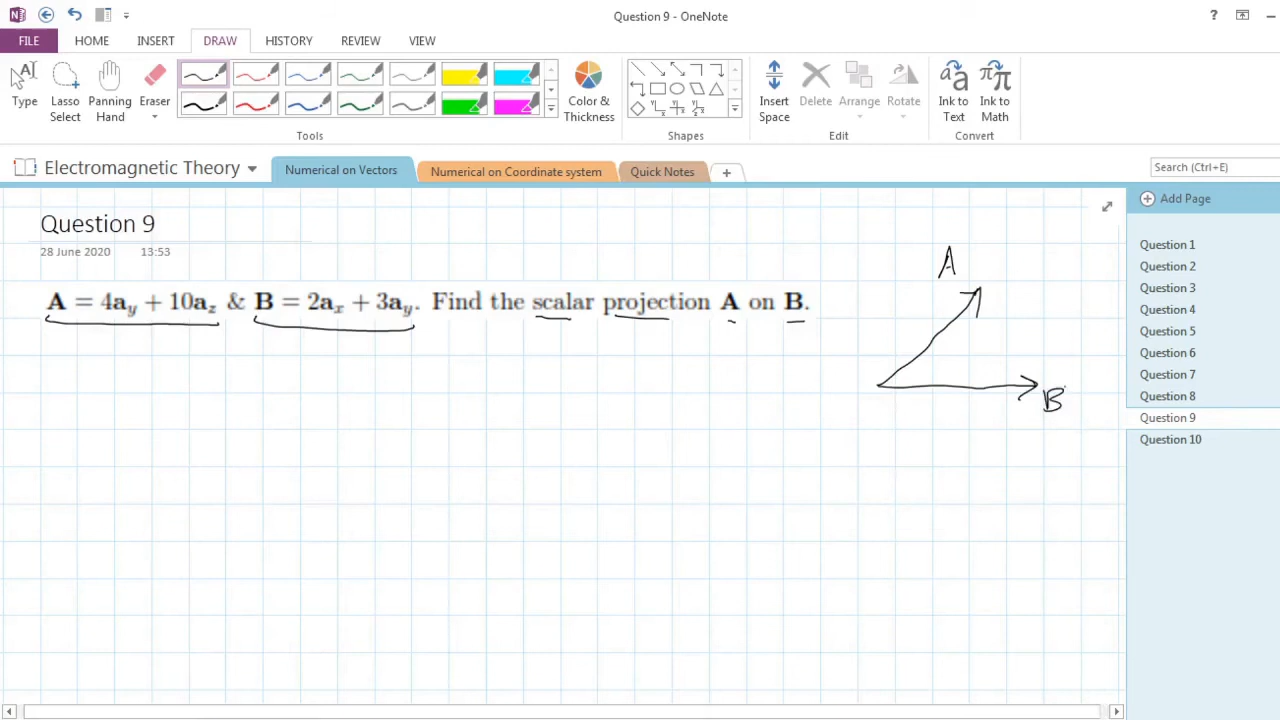 Question 9 - OneNote
?
FILE HOME INSERT DRAW HISTORY REVIEW VIEW
Type
Lasso Select
Panning Hand
Eraser
Color & Thickness
Insert Space
Delete
Arrange
Rotate
Ink to Text
Ink to Math
Tools
Shapes
Edit
Convert
Electromagnetic Theory
Numerical on Vectors
Numerical on Coordinate system
Quick Notes
Search (Ctrl+E)
Add Page
Question 9
28 June 2020 13:53
A = 4a_y + 10a_z & B = 2a_x + 3a_y. Find the scalar projection A on B.
A
B
Question 1
Question 2
Question 3
Question 4
Question 5
Question 6
Question 7
Question 8
Question 9
Question 10